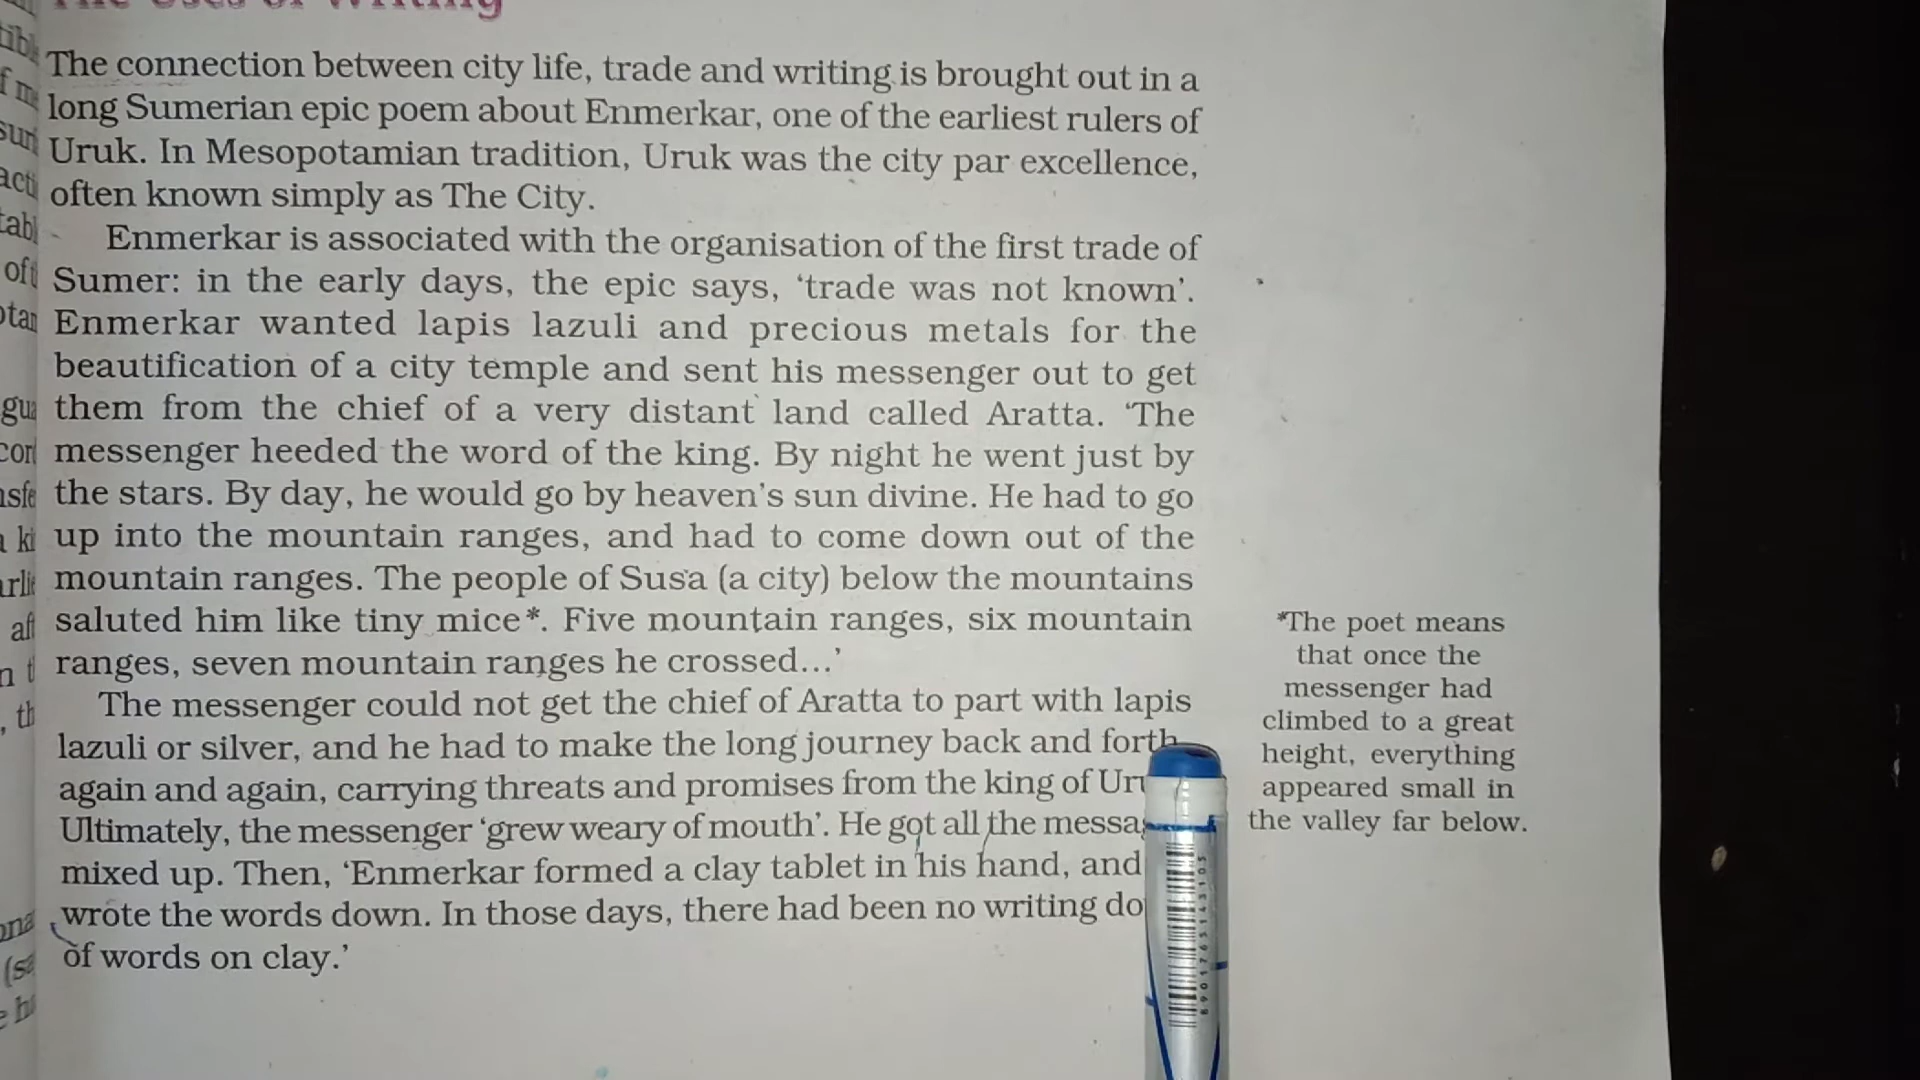 The Uses of Writing
The connection between city life, trade and writing is brought out in a
long Sumerian epic poem about Enmerkar, one of the earliest rulers of
Uruk. In Mesopotamian tradition, Uruk was the city par excellence,
often known simply as The City.
Enmerkar is associated with the organisation of the first trade of
Sumer: in the early days, the epic says, ‘trade was not known’.
Enmerkar wanted lapis lazuli and precious metals for the
beautification of a city temple and sent his messenger out to get
them from the chief of a very distant land called Aratta. ‘The
messenger heeded the word of the king. By night he went just by
the stars. By day, he would go by heaven’s sun divine. He had to go
up into the mountain ranges, and had to come down out of the
mountain ranges. The people of Susa (a city) below the mountains
saluted him like tiny mice*. Five mountain ranges, six mountain
ranges, seven mountain ranges he crossed...’
The messenger could not get the chief of Aratta to part with lapis
lazuli or silver, and he had to make the long journey back and forth
again and again, carrying threats and promises from the king of
Ultimately, the messenger ‘grew weary of mouth’. He got all the
mixed up. Then, ‘Enmerkar formed a clay tablet in his hand, and
wrote the words down. In those days, there had been no writing
of words on clay.’
*The poet means
that once the
messenger had
climbed to a great
height, everything
appeared small in
the valley far below.
8901765143105